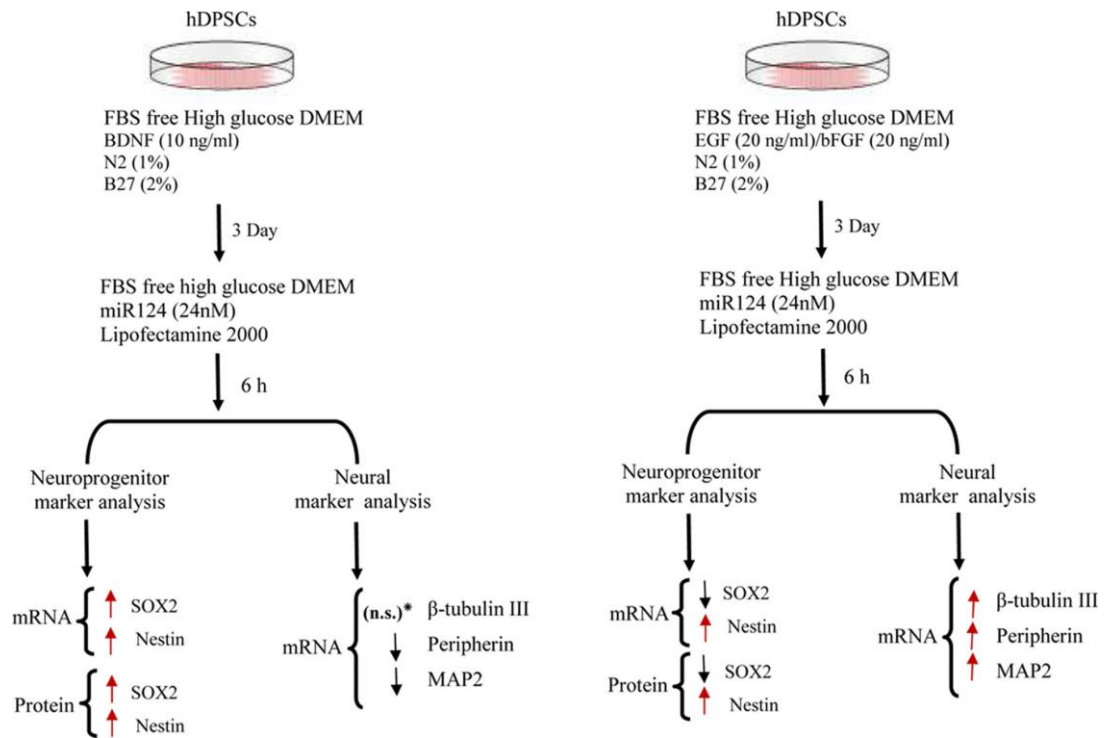 hDPSCs
FBS free High glucose DMEM
BDNF (10 ng/ml)
N2 (1%)
B27 (2%)
3 Day
FBS free high glucose DMEM
miR124 (24nM)
Lipofectamine 2000
6 h
Neuroprogenitor
marker analysis
Neural
marker analysis
mRNA
SOX2
Nestin
Protein
SOX2
Nestin
mRNA
(n.s.)* β-tubulin III
Peripherin
MAP2
hDPSCs
FBS free High glucose DMEM
EGF (20 ng/ml)/bFGF (20 ng/ml)
N2 (1%)
B27 (2%)
3 Day
FBS free High glucose DMEM
miR124 (24nM)
Lipofectamine 2000
6 h
Neuroprogenitor
marker analysis
Neural
marker analysis
mRNA
SOX2
Nestin
Protein
SOX2
Nestin
mRNA
β-tubulin III
Peripherin
MAP2